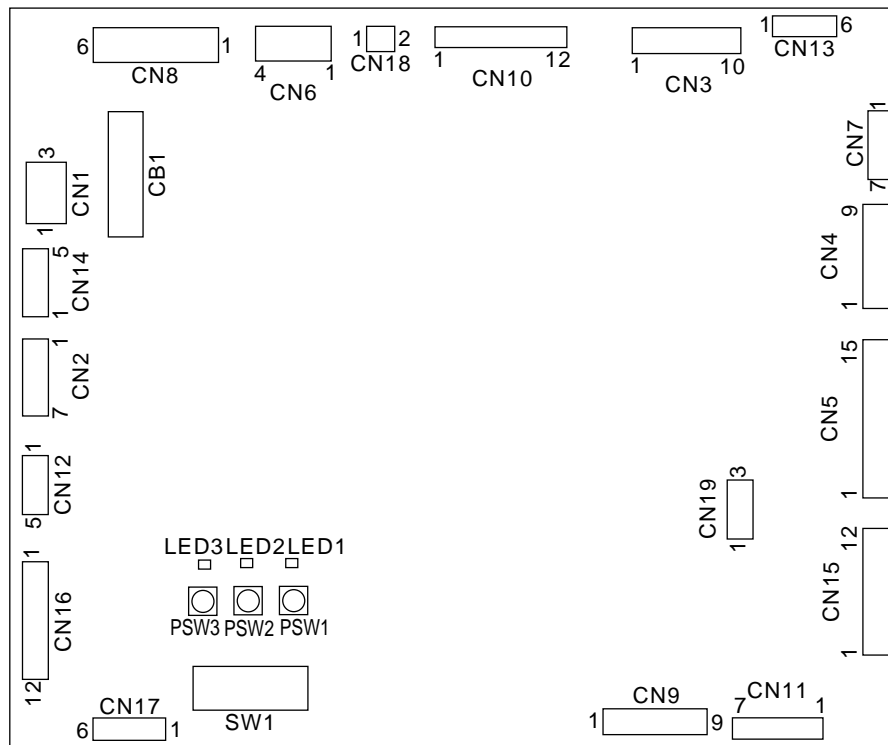 6 1
CN8
4 1
CN6
1 2
CN18
1 12
CN10
1 10
CN3
1 6
CN13
1 7
CN7
3 1
CN1
CB1
5 1
CN14
9 1
CN4
1 7
CN2
15 1
CN5
1 5
CN12
3 1
CN19
12 1
CN15
LED3 LED2 LED1
PSW3 PSW2 PSW1
1 12
CN16
SW1
CN17
6 1
CN9
1 9
CN11
7 1